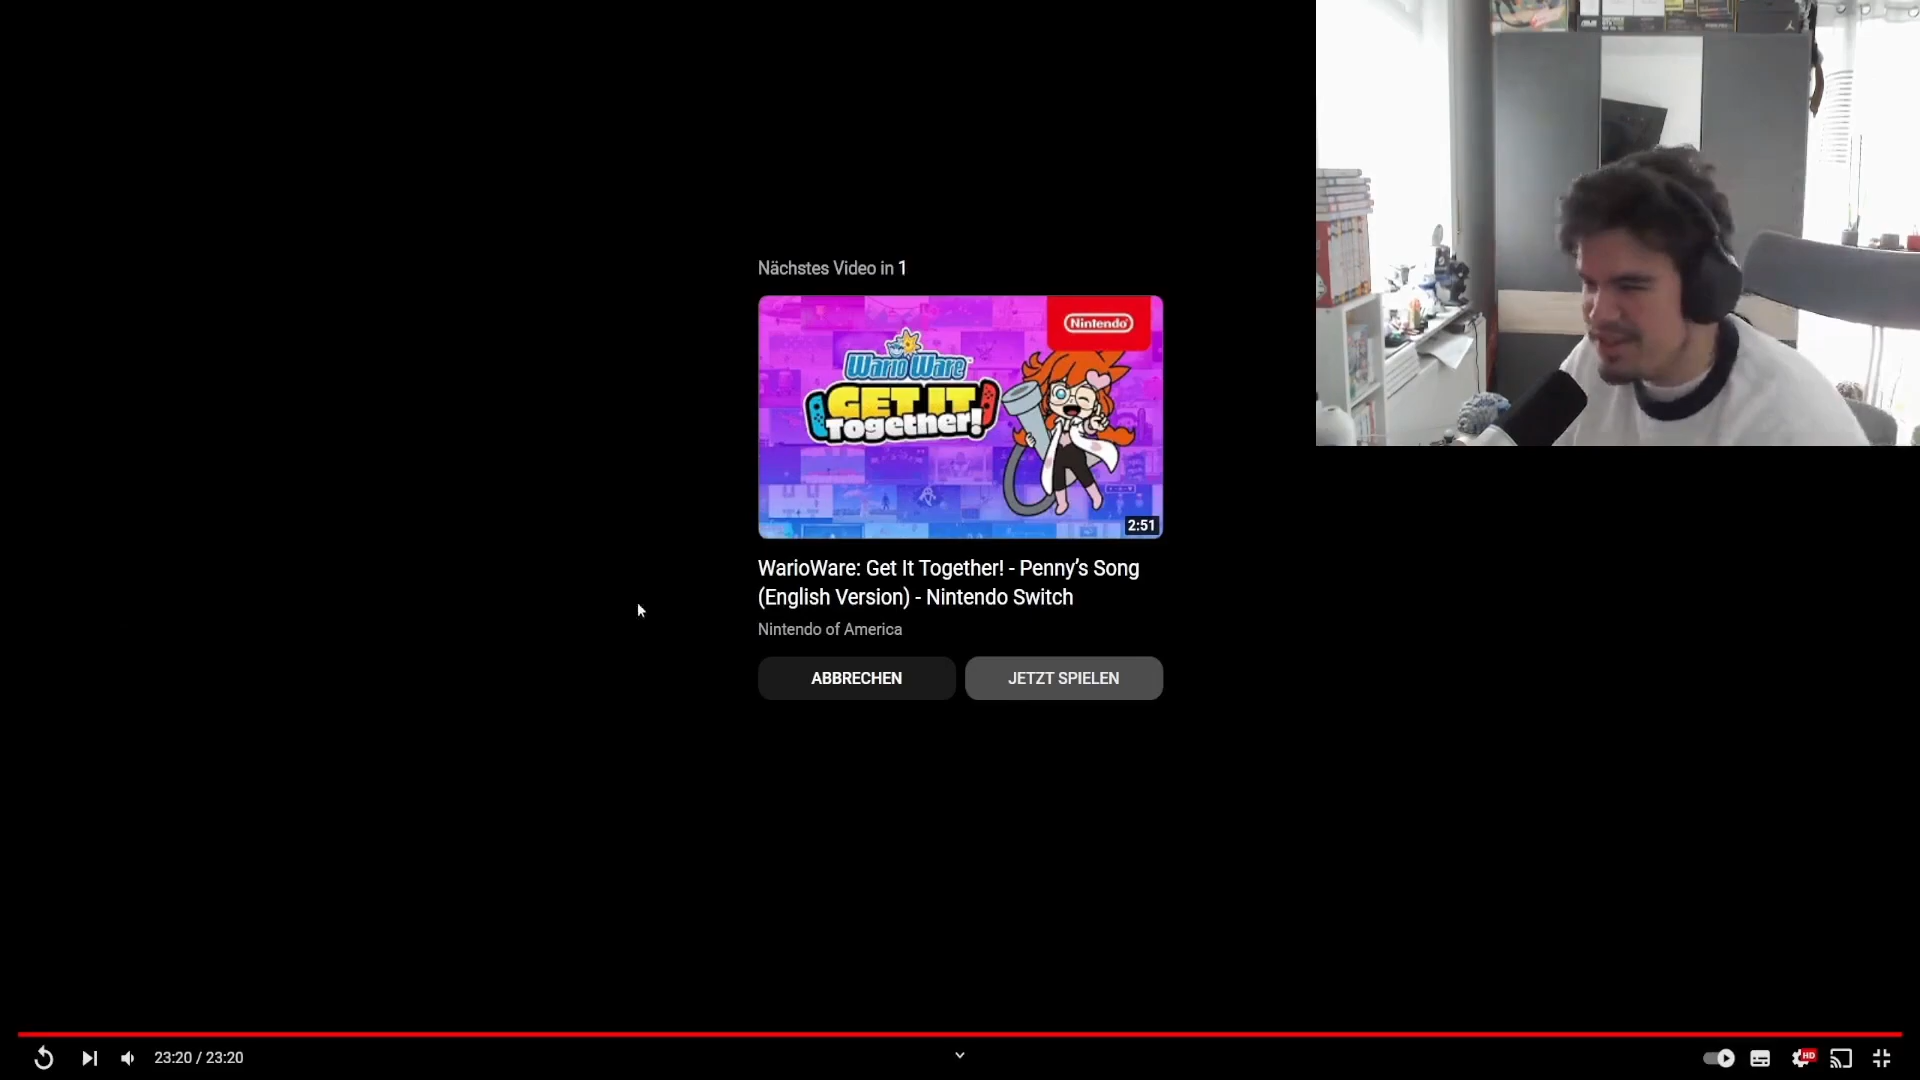 Nächstes Video in 1
Nintendo
WarioWare
GET IT
Together!
2:51
WarioWare: Get It Together! - Penny’s Song
(English Version) - Nintendo Switch
Nintendo of America
ABBRECHEN
JETZT SPIELEN
23:20 / 23:20
HD